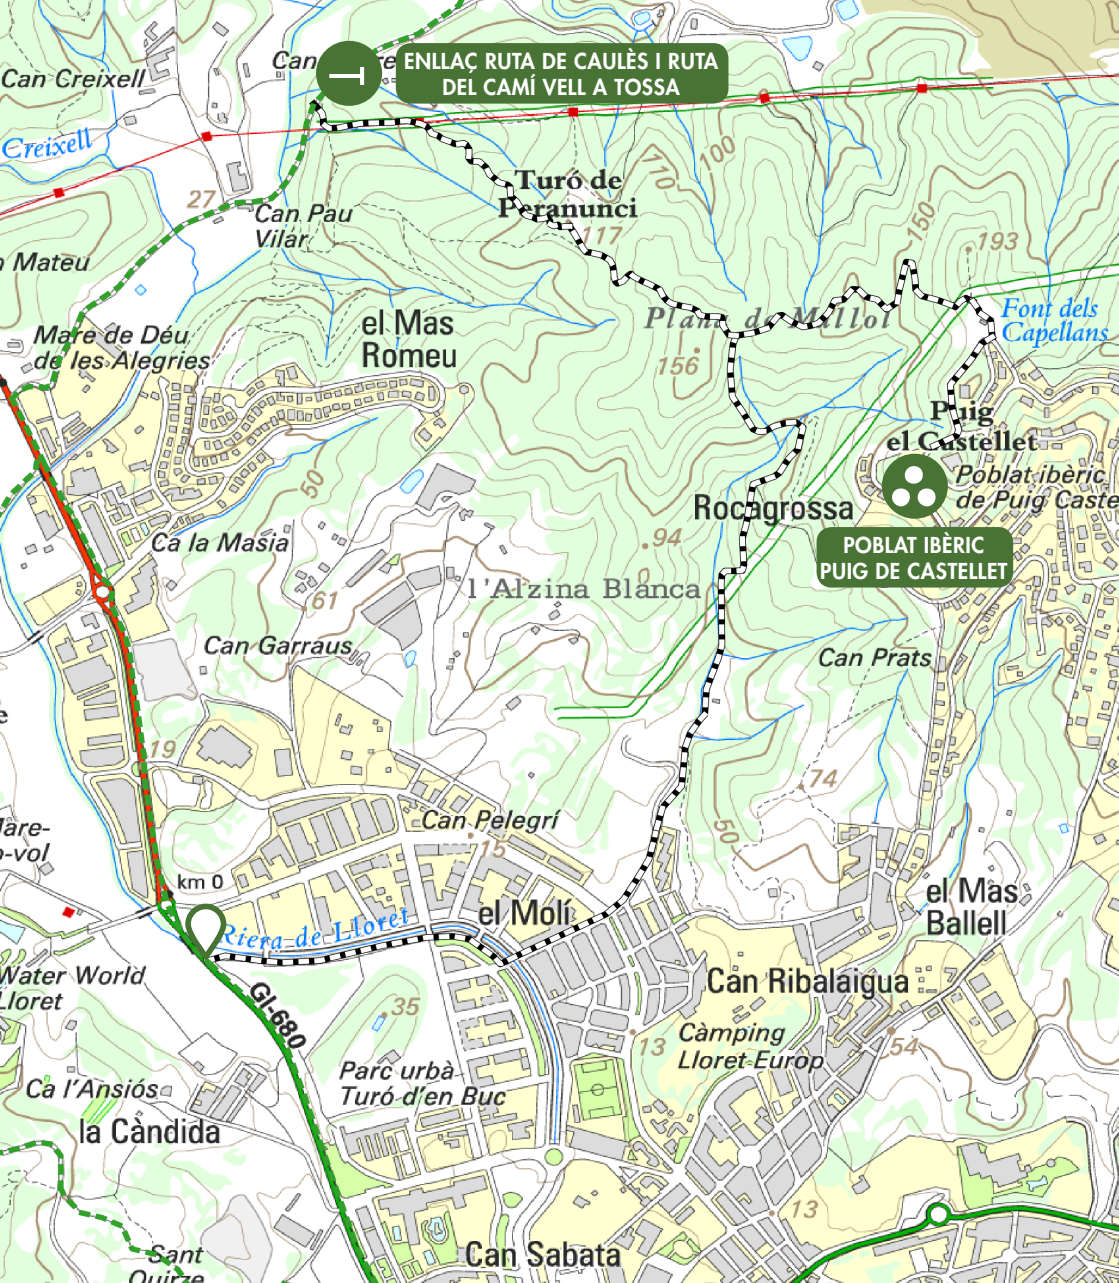 ENLLAÇ RUTA DE CAULÈS I RUTA
DEL CAMÍ VELL A TOSSA
Can Creixell
Creixell
110
100
Turó de
Peranunci
117
27
Can Pau
Vilar
150
193
Mateu
Font dels
Capellans
Plana de Millol
el Mas
Romeu
Mare de Déu
de les Alegries
156
Puig
el Castellet
Poblat ibèric
de Puig Caste
50
Rocagrossa
POBLAT IBÈRIC
PUIG DE CASTELLET
Ca la Masia
94
l'Alzina Blanca
61
Can Garraus
Can Prats
19
74
50
Can Pelegrí
15
km 0
el Molí
el Mas
Ballell
Riera de Lloret
Water World
Lloret
Can Ribalaigua
35
GI-680
Càmping
Lloret-Europ
13
54
Parc urbà
Turó d'en Buc
Ca l'Ansiós
la Càndida
13
Sant
Quirze
Can Sabata